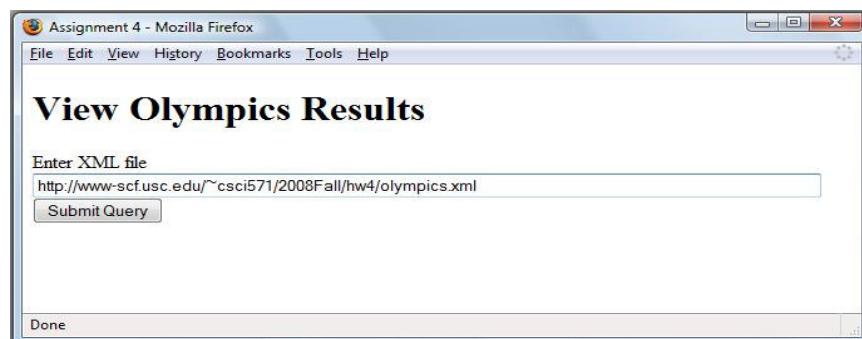 Assignment 4 - Mozilla Firefox
File Edit View History Bookmarks Tools Help
View Olympics Results
Enter XML file
http://www-scf.usc.edu/~csci571/2008Fall/hw4/olympics.xml
Submit Query
Done